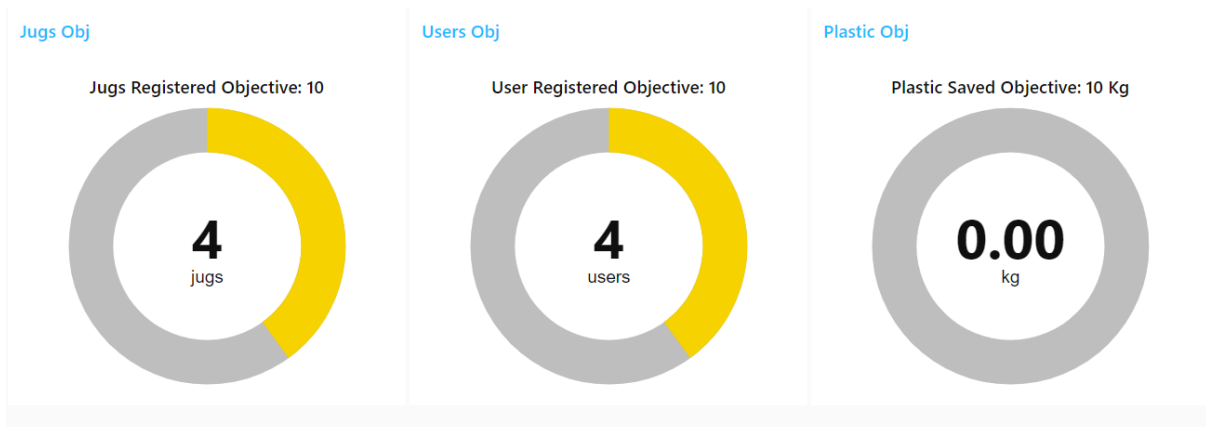 Jugs Obj
Jugs Registered Objective: 10
4
jugs
Users Obj
User Registered Objective: 10
4
users
Plastic Obj
Plastic Saved Objective: 10 Kg
0.00
kg